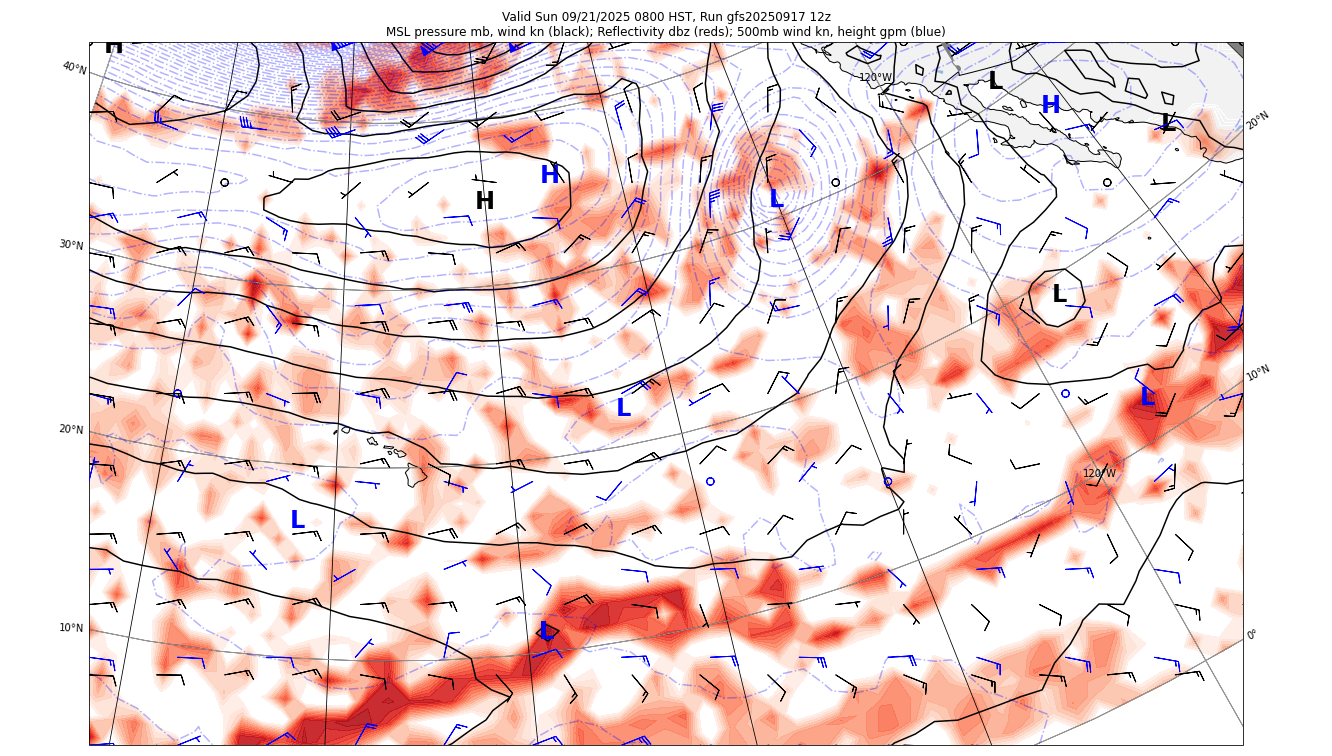 Valid Sun 09/21/2025 0800 HST, Run gfs20250917 12z
MSL pressure mb, wind kn (black); Reflectivity dbz (reds); 500mb wind kn, height gpm (blue)
H
40°N
120°W
L
H
L
20°N
H
H
L
30°N
L
10°N
L
L
20°N
120°W
L
10°N
L
0°